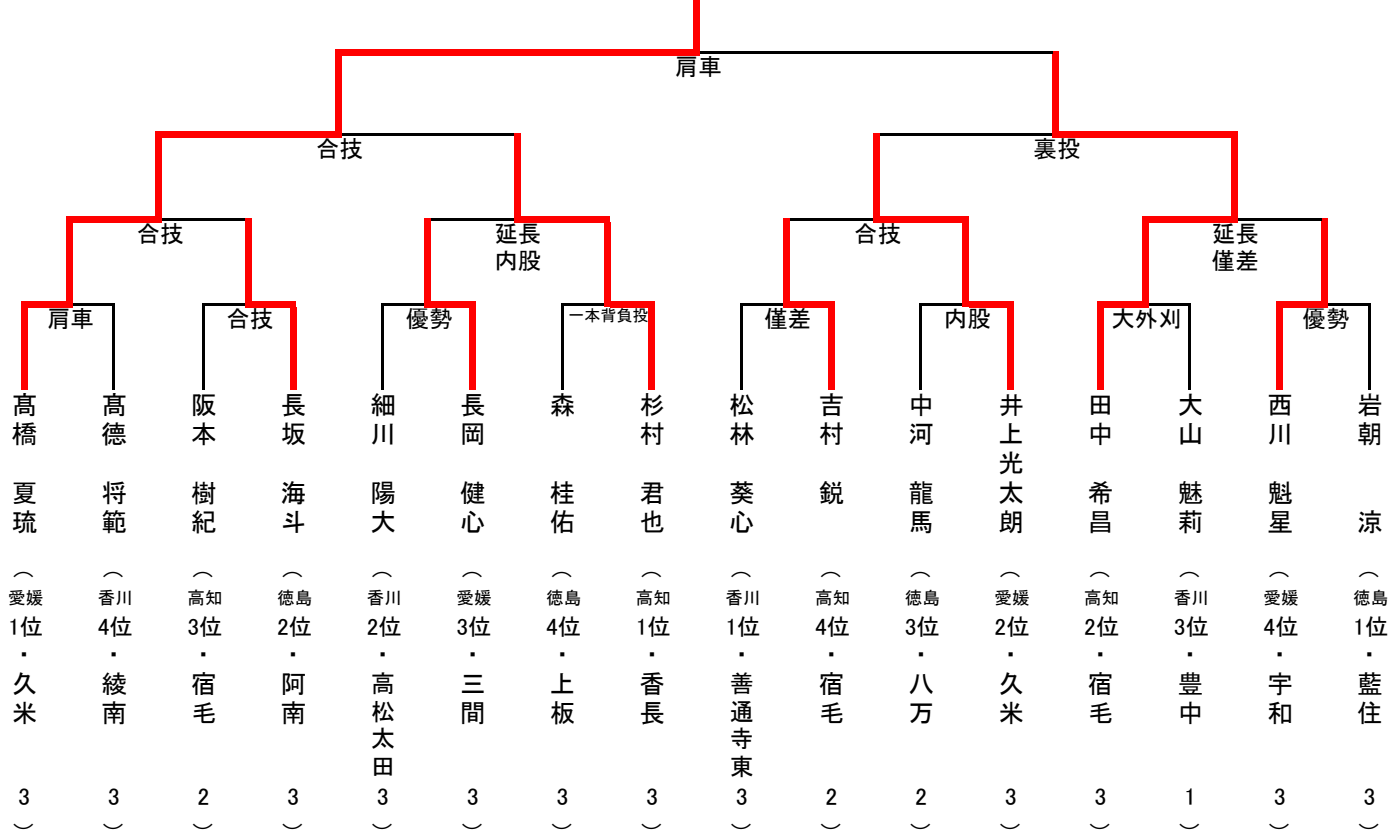 肩車
合技
裏投
合技
延長
内股
合技
延長
僅差
肩車
合技
優勢
一本背負投
僅差
内股
大外刈
優勢
髙橋 夏琉（愛媛1位・久米 3）
髙德 将範（香川4位・綾南 3）
阪本 樹紀（高知3位・宿毛 2）
長坂 海斗（徳島2位・阿南 3）
細川 陽大（香川2位・高松太田 3）
長岡 健心（愛媛3位・三間 3）
森 桂佑（徳島4位・上板 3）
杉村 君也（高知1位・香長 3）
松林 葵心（香川1位・善通寺東 3）
吉村 鋭（高知4位・宿毛 2）
中河 龍馬（徳島3位・八万 2）
井上光太朗（愛媛2位・久米 3）
田中 希昌（高知2位・宿毛 3）
大山 魅莉（香川3位・豊中 1）
西川 魁星（愛媛4位・宇和 3）
岩朝 涼（徳島1位・藍住 3）